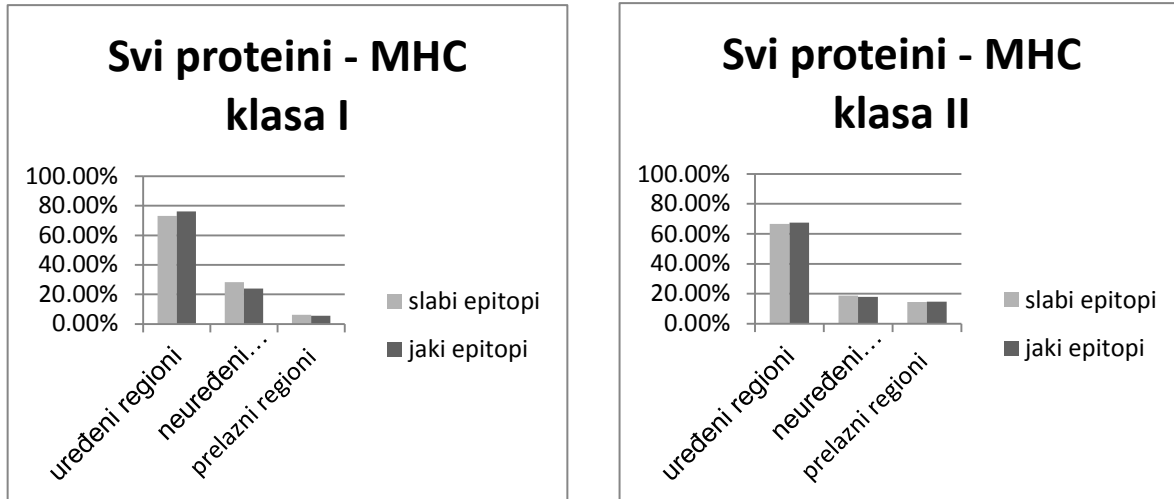 Svi proteini - MHC
klasa I
100.00%
80.00%
60.00%
40.00%
20.00%
0.00%
uređeni regioni
neuređeni...
prelazni regioni
slabi epitopi
jaki epitopi
Svi proteini - MHC
klasa II
100.00%
80.00%
60.00%
40.00%
20.00%
0.00%
uređeni regioni
neuređeni...
prelazni regioni
slabi epitopi
jaki epitopi